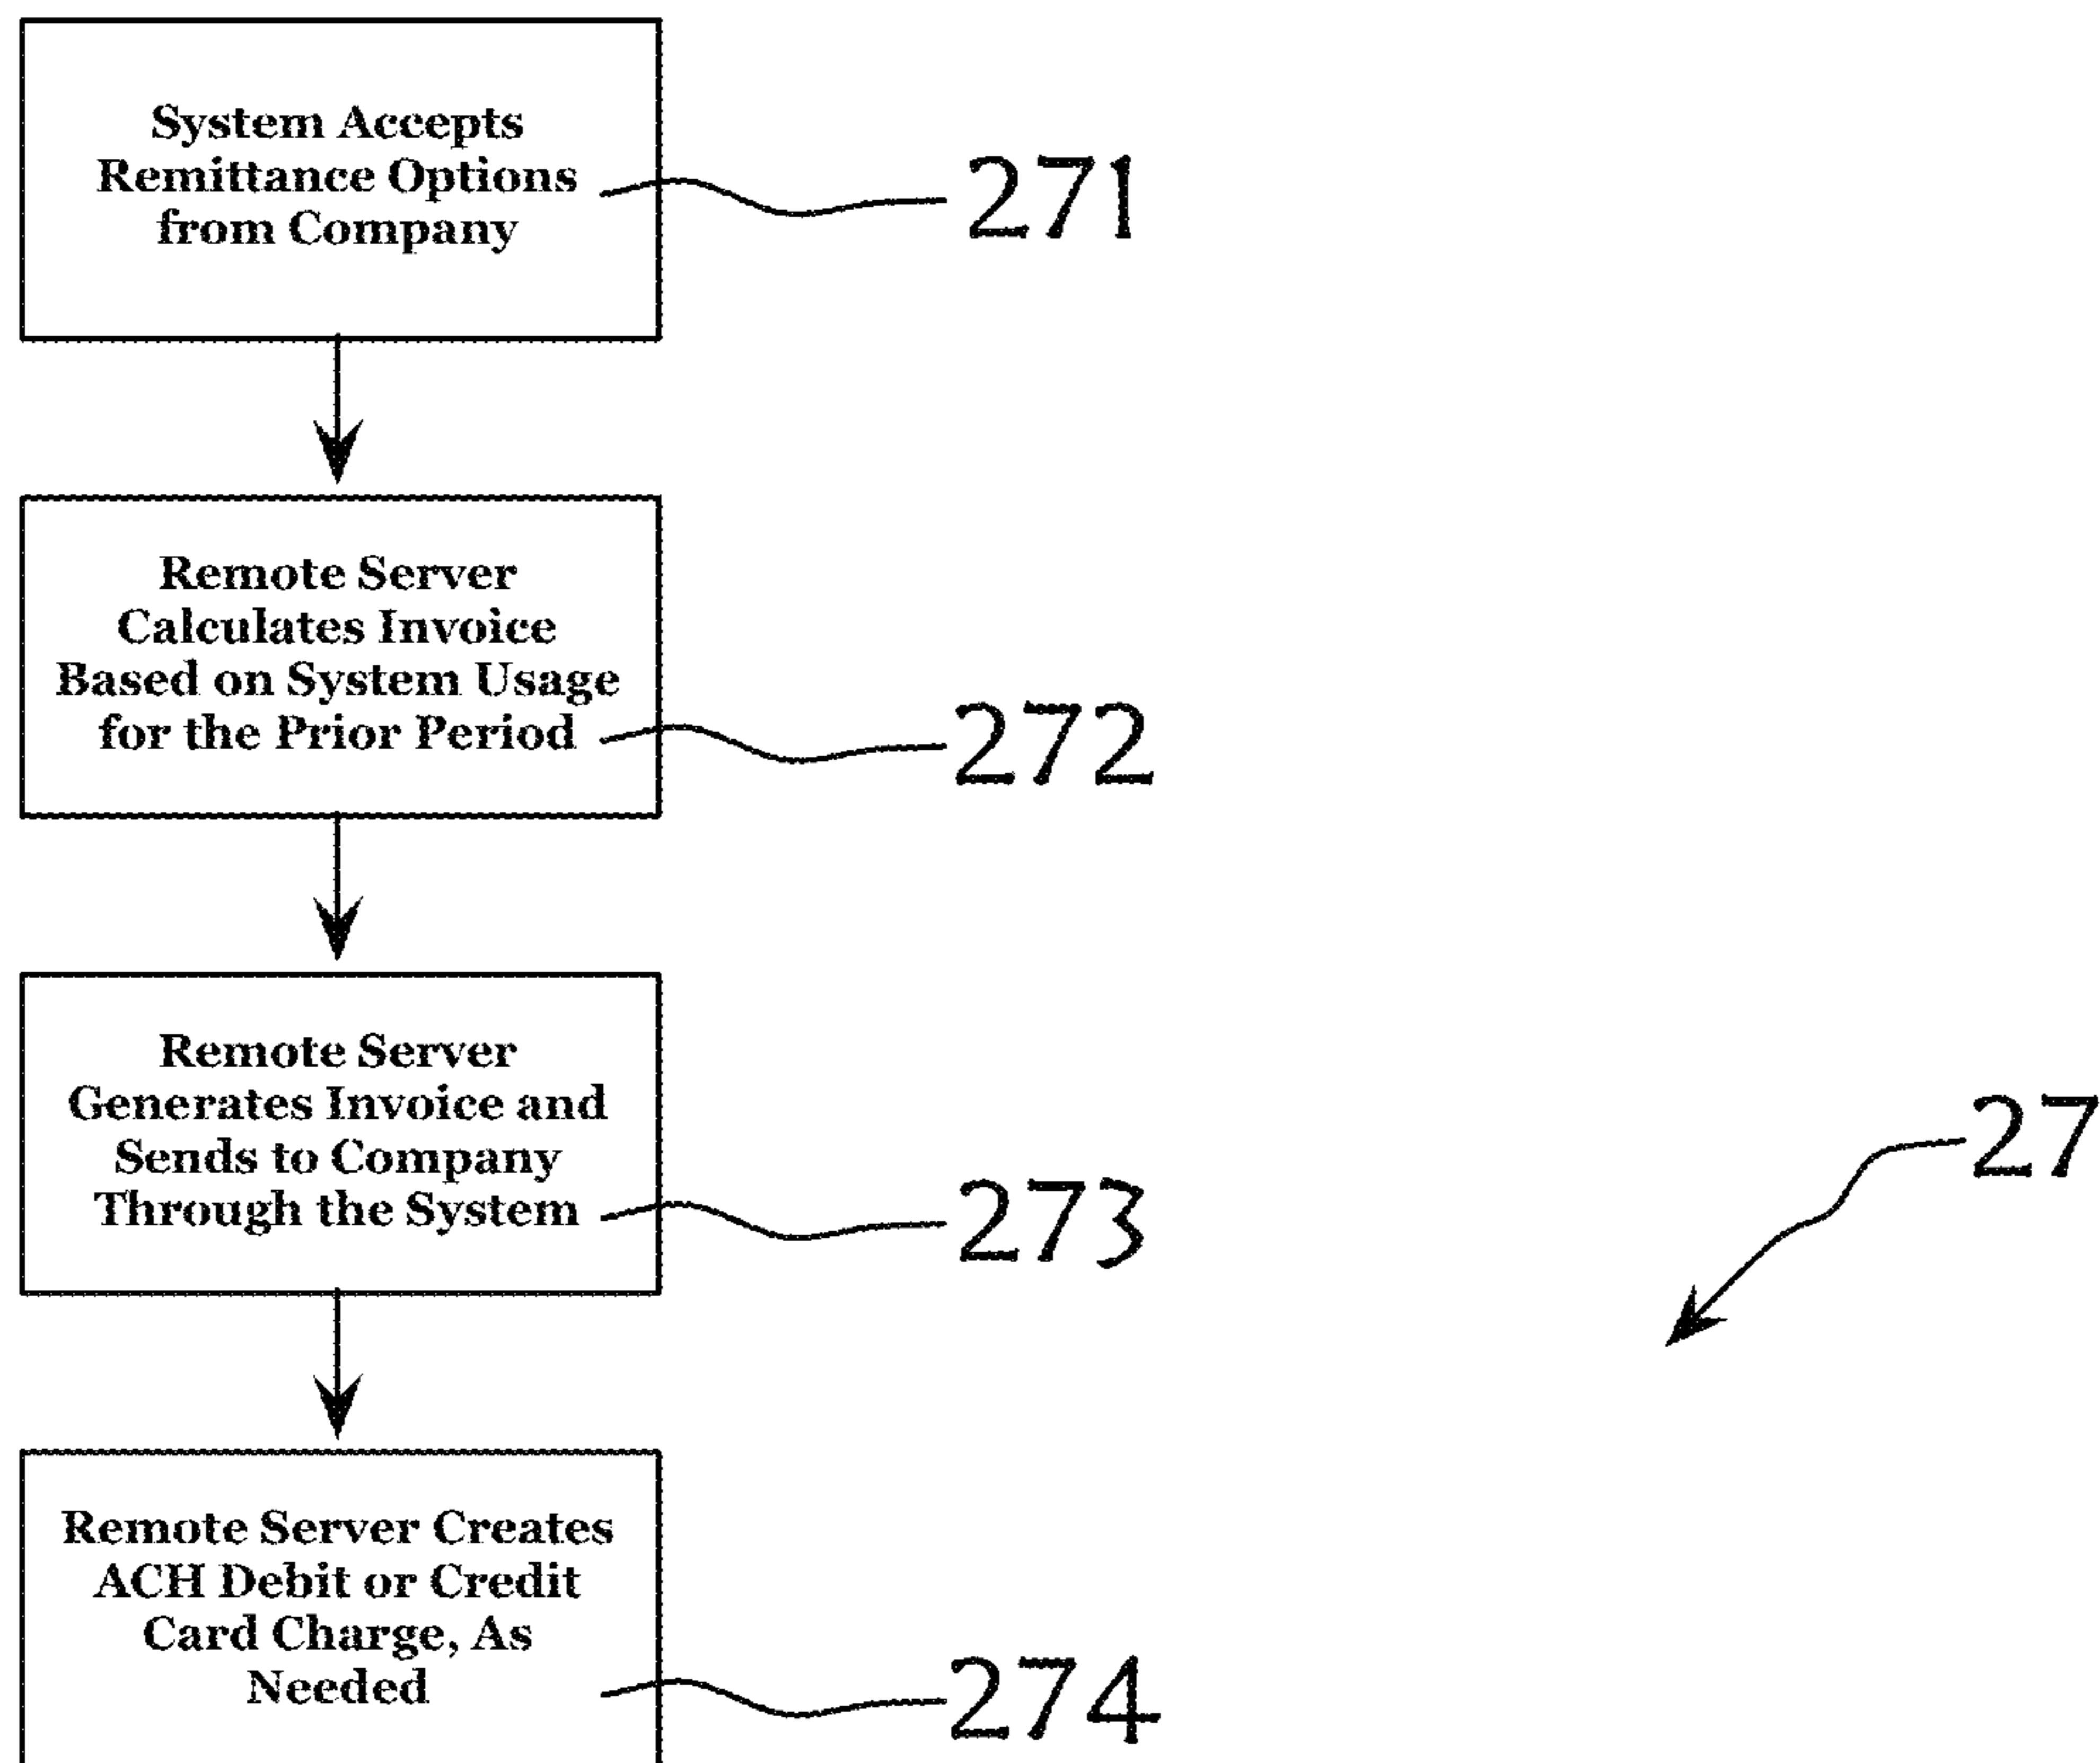 System Accepts
Remittance Options
from Company
271
Remote Server
Calculates Invoice
Based on System Usage
for the Prior Period
272
Remote Server
Generates Invoice and
Sends to Company
Through the System
273
27
Remote Server Creates
ACH Debit or Credit
Card Charge, As
Needed
274